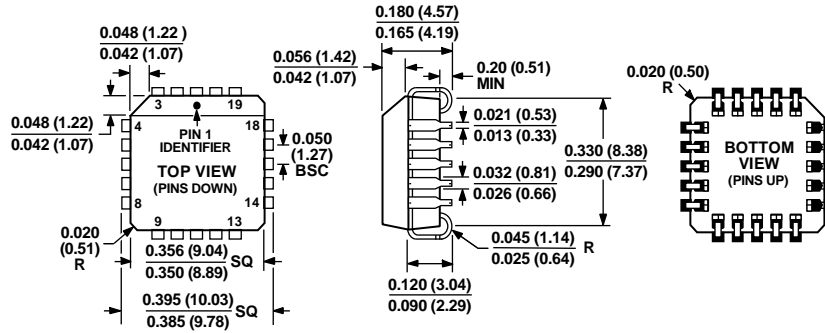 0.048 (1.22)
0.042 (1.07)
0.048 (1.22)
0.042 (1.07)
3
19
4
18
PIN 1
IDENTIFIER
TOP VIEW
(PINS DOWN)
8
14
9
13
0.050
(1.27)
BSC
0.020
(0.51)
R
0.356 (9.04)
0.350 (8.89)
SQ
0.395 (10.03)
0.385 (9.78)
SQ
0.180 (4.57)
0.165 (4.19)
0.056 (1.42)
0.042 (1.07)
0.20 (0.51)
MIN
0.021 (0.53)
0.013 (0.33)
0.032 (0.81)
0.026 (0.66)
0.330 (8.38)
0.290 (7.37)
0.045 (1.14)
0.025 (0.64)
R
0.120 (3.04)
0.090 (2.29)
0.020 (0.50)
R
BOTTOM
VIEW
(PINS UP)